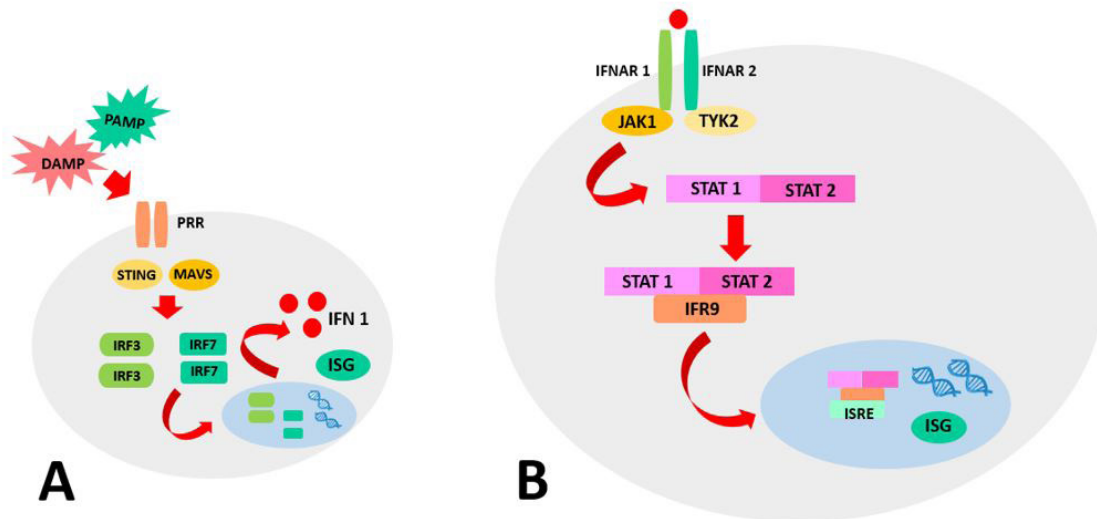 PAMP
DAMP
PRR
STING
MAVS
IFN 1
IRF3
IRF7
IRF3
IRF7
ISG
A
IFNAR 1
IFNAR 2
JAK1
TYK2
STAT 1
STAT 2
STAT 1
STAT 2
IFR9
ISRE
ISG
B